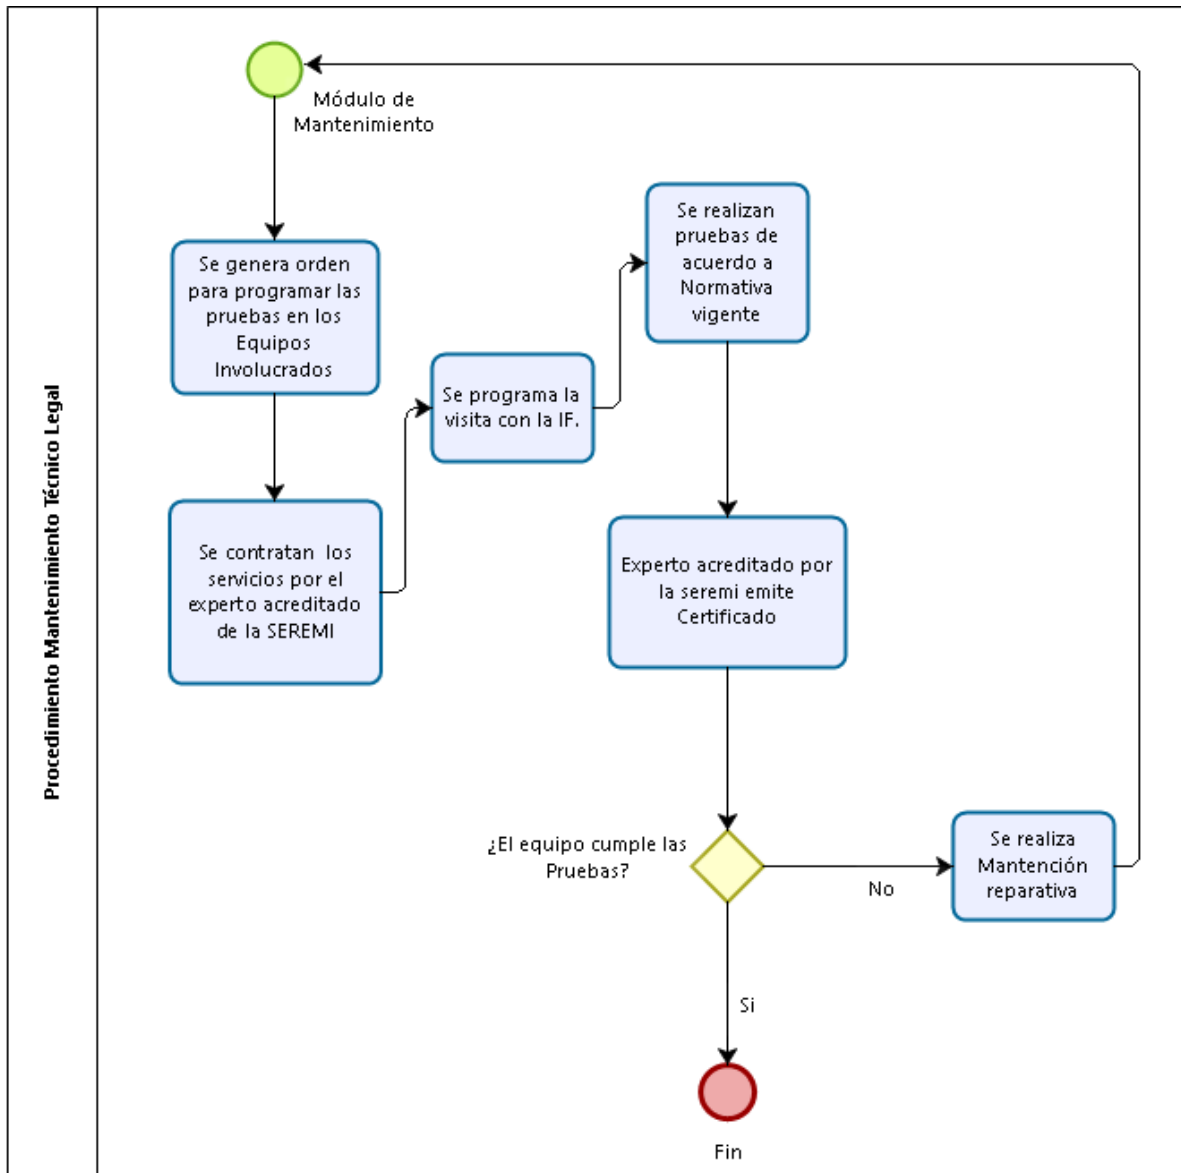 Procedimiento Mantenimiento Técnico Legal
Módulo de
Mantenimiento
Se genera orden
para programar las
pruebas en los
Equipos
Involucrados
Se contratan  los
servicios por el
experto acreditado
de la SEREMI
Se programa la
visita con la IF.
Se realizan
pruebas de
acuerdo a
Normativa
vigente
Experto acreditado por
la seremi emite
Certificado
¿El equipo cumple las
Pruebas?
No
Se realiza
Mantención
reparativa
Si
Fin